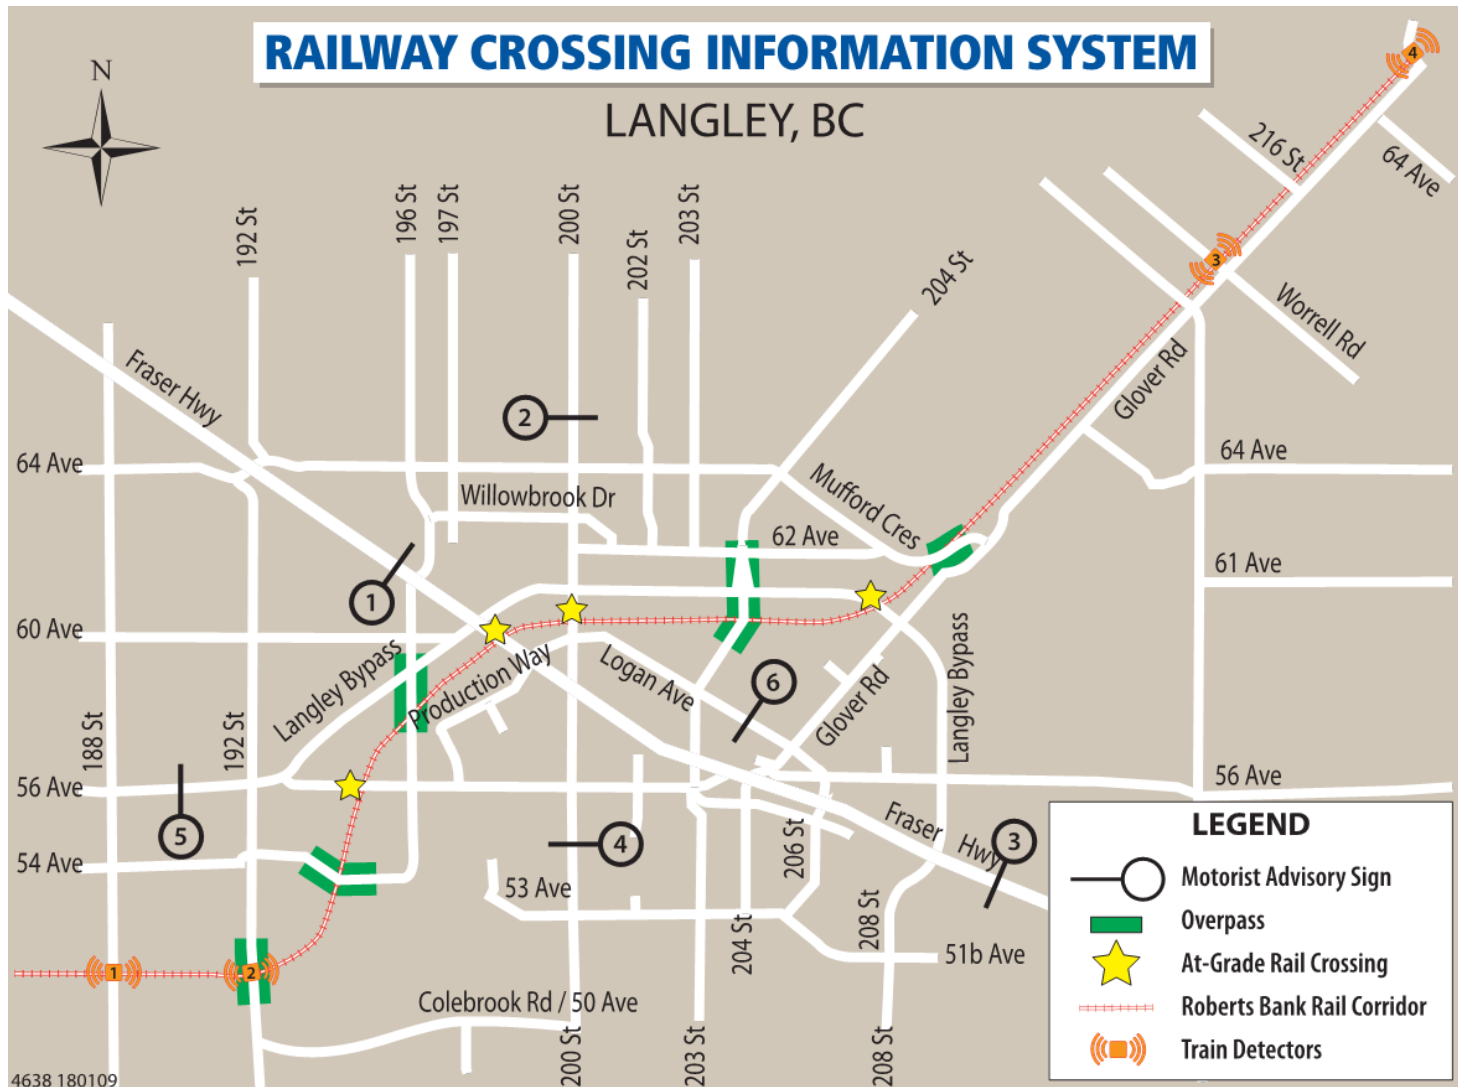 RAILWAY CROSSING INFORMATION SYSTEM
LANGLEY, BC
N
4
216 St
64 Ave
3
Worrell Rd
192 St
196 St
197 St
200 St
202 St
203 St
204 St
Fraser Hwy
Glover Rd
2
64 Ave
Willowbrook Dr
Mufford Cres
62 Ave
64 Ave
61 Ave
1
60 Ave
Langley Bypass
Production Way
Logan Ave
6
Glover Rd
Langley Bypass
188 St
192 St
56 Ave
56 Ave
5
4
Fraser Hwy
3
54 Ave
53 Ave
206 St
204 St
208 St
51b Ave
1
2
Colebrook Rd / 50 Ave
200 St
203 St
208 St
LEGEND
Motorist Advisory Sign
Overpass
At-Grade Rail Crossing
Roberts Bank Rail Corridor
Train Detectors
4638 180109